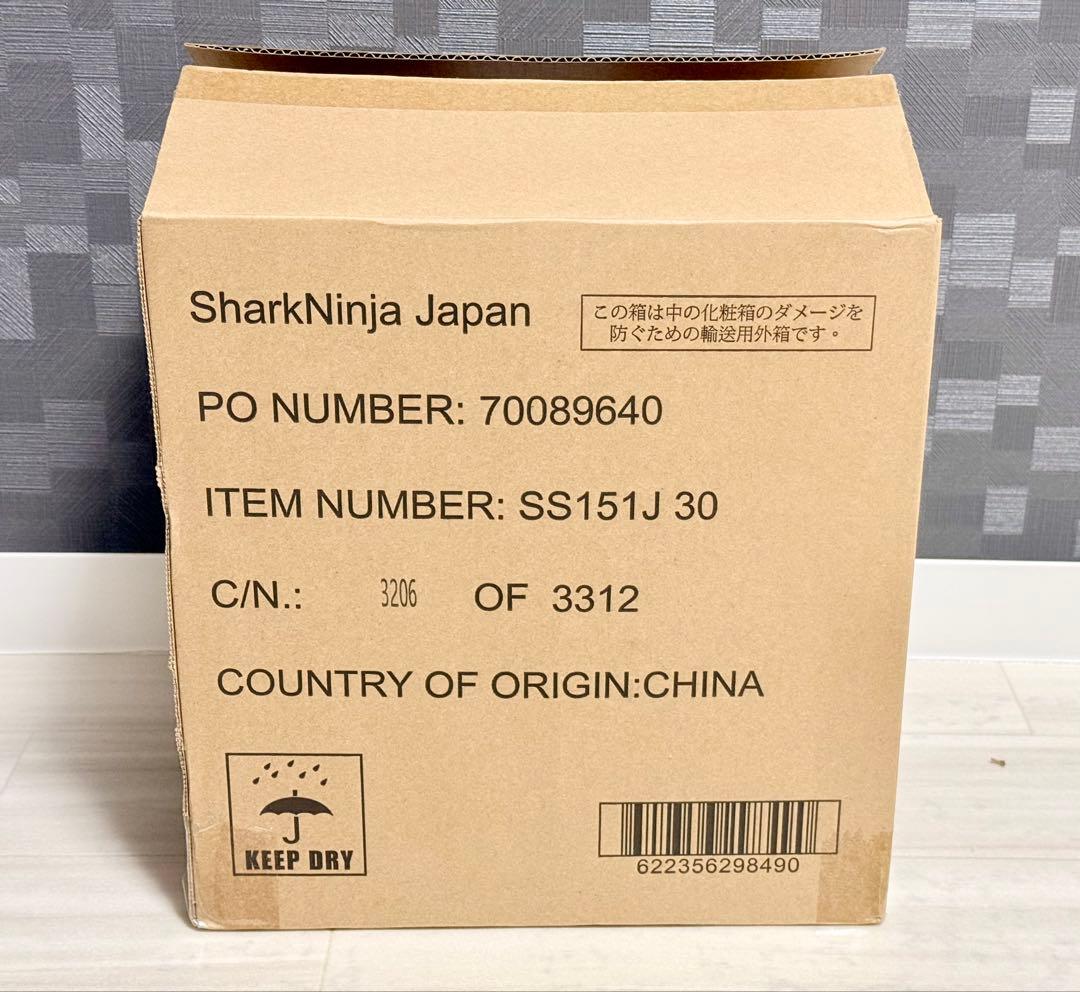 SharkNinja Japan
この箱は中の化粧箱のダメージを
防ぐための輸送用外箱です。
PO NUMBER: 70089640
ITEM NUMBER: SS151J 30
C/N.: 3206 OF 3312
COUNTRY OF ORIGIN:CHINA
KEEP DRY
622356298490